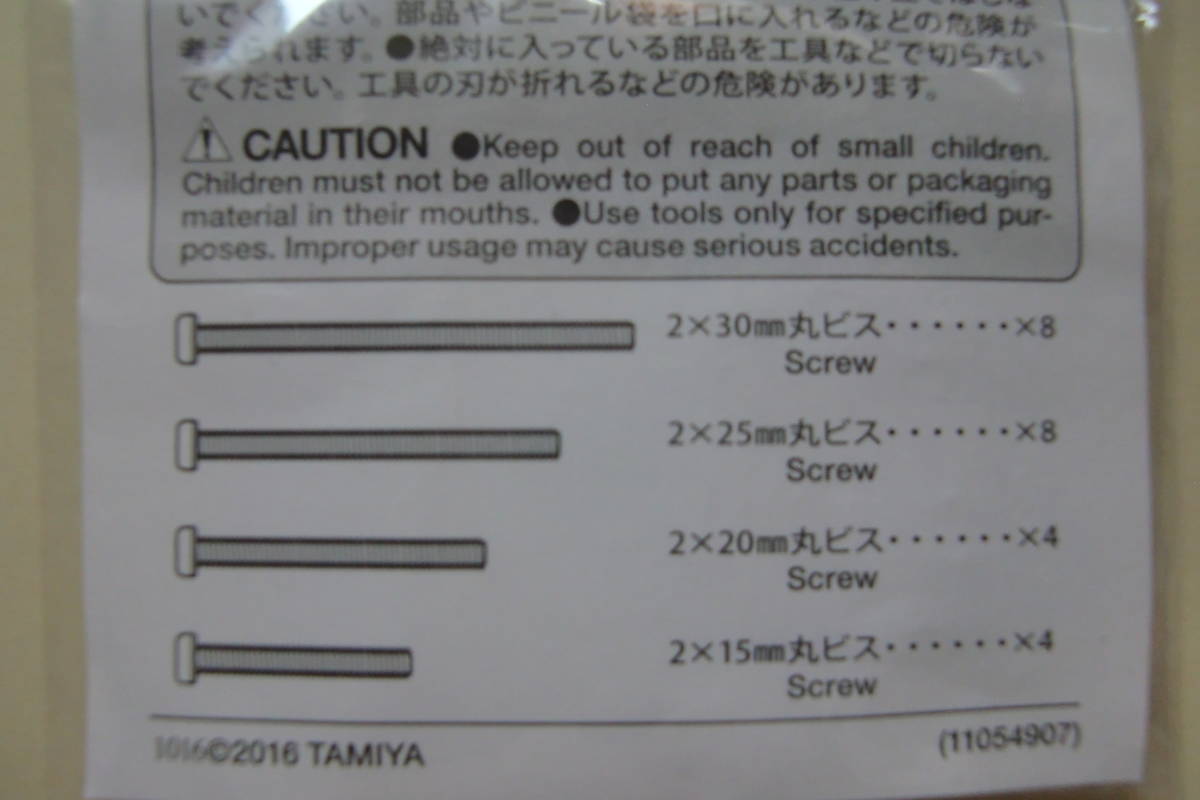 いでください。部品やビニール袋を口に入れるなどの危険が
考えられます。●絶対に入っている部品を工具などで切らない
でください。工具の刃が折れるなどの危険があります。
CAUTION ●Keep out of reach of small children.
Children must not be allowed to put any parts or packaging
material in their mouths. ●Use tools only for specified pur-
poses. Improper usage may cause serious accidents.
2×30㎜丸ビス・・・・・・×8
Screw
2×25㎜丸ビス・・・・・・×8
Screw
2×20㎜丸ビス・・・・・・×4
Screw
2×15㎜丸ビス・・・・・・×4
Screw
1016©2016 TAMIYA
(11054907)